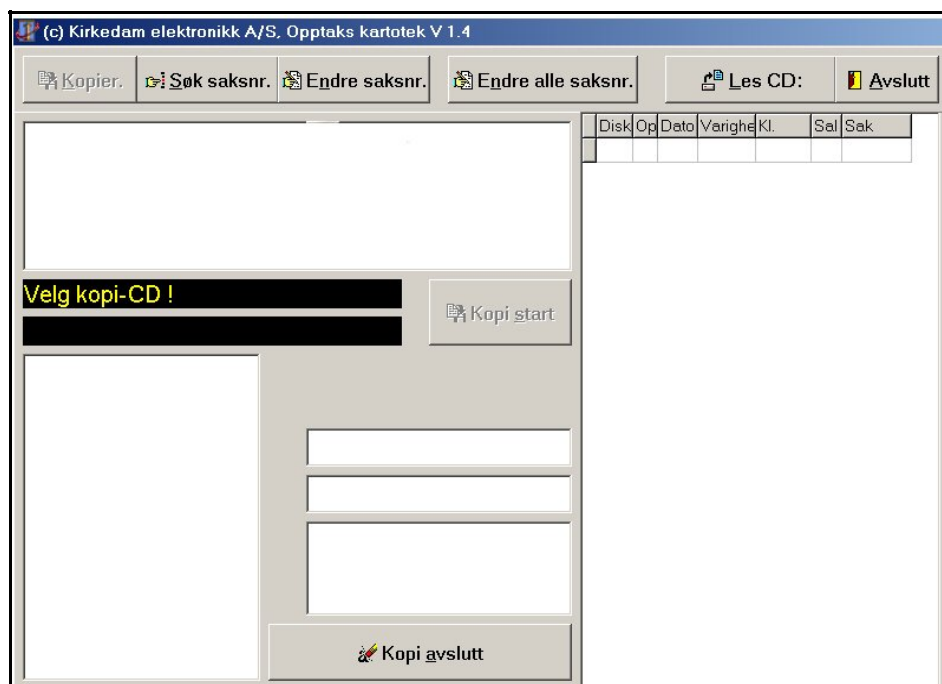 (c) Kirkedam elektronikk A/S, Opptaks kartotek V 1.4
Kopier. Søk saksnr. Endre saksnr. Endre alle saksnr. Les CD: Avslutt
Disk Op Dato Varighe Kl. Sal Sak
Velg kopi-CD !
Kopi start
Kopi avslutt